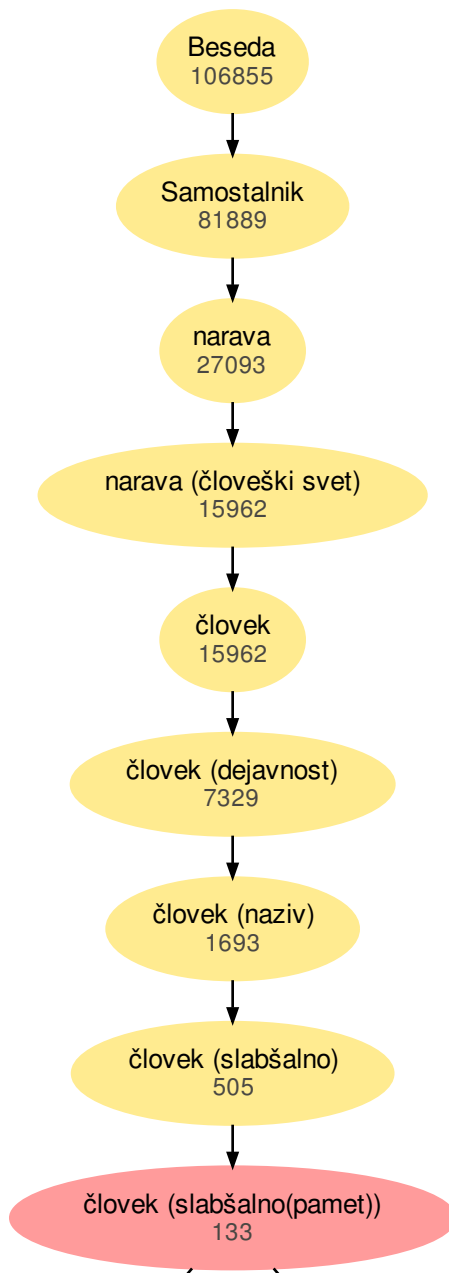 Beseda
106855
Samostalnik
81889
narava
27093
narava (človeški svet)
15962
človek
15962
človek (dejavnost)
7329
človek (naziv)
1693
človek (slabšalno)
505
človek (slabšalno(pamet))
133